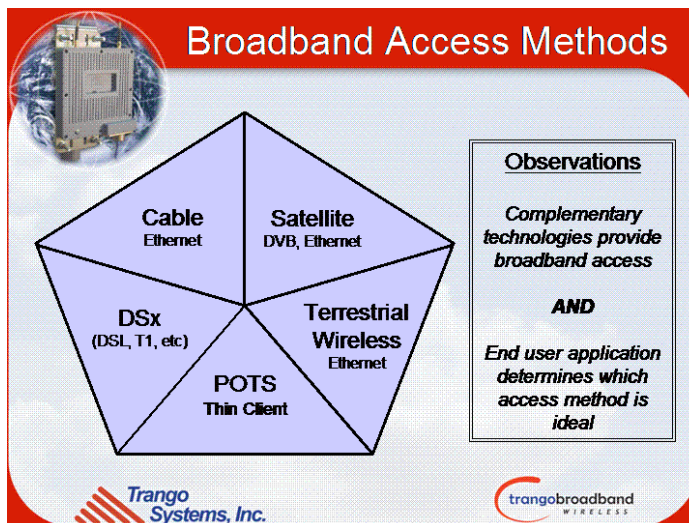 Broadband Access Methods
Cable
Ethernet
Satellite
DVB, Ethernet
DSx
(DSL, T1, etc)
Terrestrial
Wireless
Ethernet
POTS
Thin Client
Observations
Complementary
technologies provide
broadband access
AND
End user application
determines which
access method is
ideal
Trango
Systems, Inc.
trangobroadband
WIRELESS